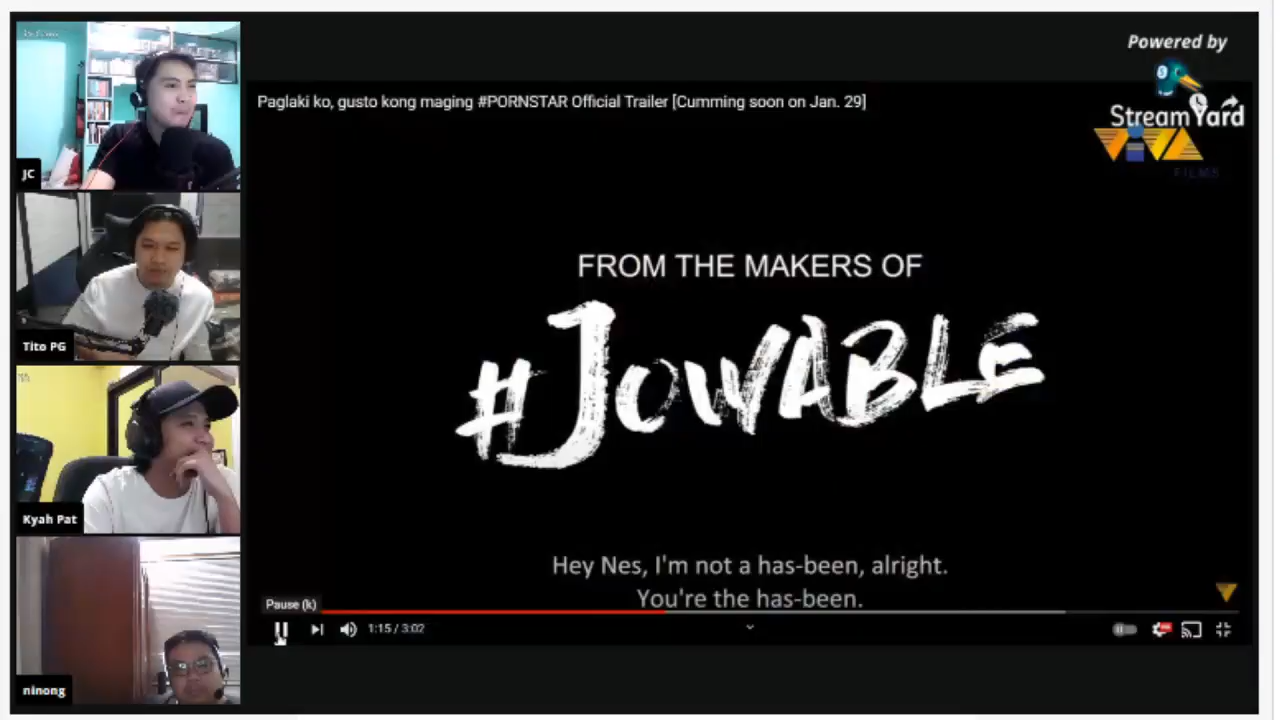 Powered by
StreamYard
VIVA
FILMS
Paglaki ko, gusto kong maging #PORNSTAR Official Trailer [Cumming soon on Jan. 29]
JC
Tito PG
Kyah Pat
ninong
FROM THE MAKERS OF
#JOWABLE
Hey Nes, I'm not a has-been, alright.
You're the has-been.
Pause (k)
1:15 / 3:02